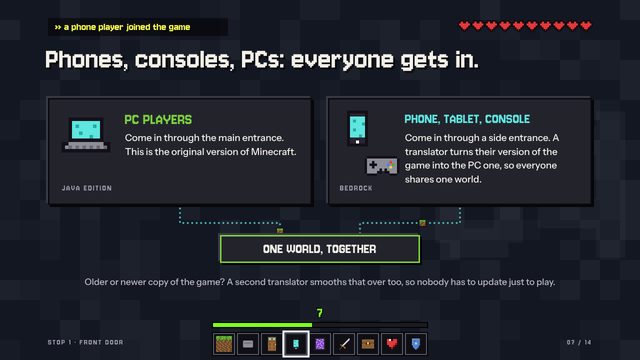 >> a phone player joined the game
Phones, consoles, PCs: everyone gets in.
PC PLAYERS
Come in through the main entrance.
This is the original version of Minecraft.
JAVA EDITION
PHONE, TABLET, CONSOLE
Come in through a side entrance. A
translator turns their version of the
game into the PC one, so everyone
shares one world.
BEDROCK
ONE WORLD, TOGETHER
Older or newer copy of the game? A second translator smooths that over too, so nobody has to update just to play.
7
STOP 1 · FRONT DOOR
07 / 14